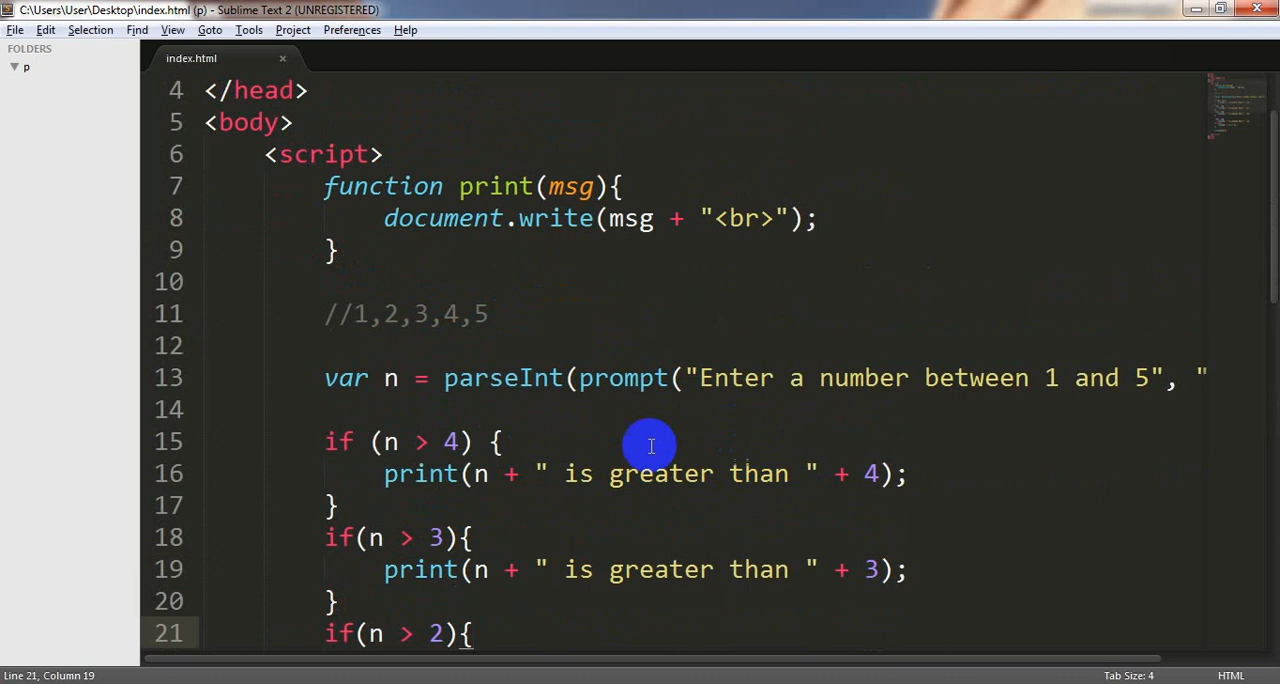 C:\Users\User\Desktop\index.html (p) - Sublime Text 2 (UNREGISTERED)
File Edit Selection Find View Goto Tools Project Preferences Help
FOLDERS
p
index.html
4 </head>
5 <body>
6 <script>
7 function print(msg){
8 document.write(msg + "<br>");
9 }
10
11 //1,2,3,4,5
12
13 var n = parseInt(prompt("Enter a number between 1 and 5", "
14
15 if (n > 4) {
16 print(n + " is greater than " + 4);
17 }
18 if(n > 3){
19 print(n + " is greater than " + 3);
20 }
21 if(n > 2){
Line 21, Column 19
Tab Size: 4
HTML